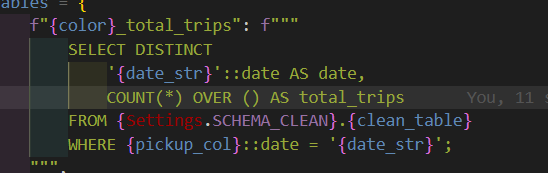 ables = {
f"{color}_total_trips": f"""
SELECT DISTINCT
'{date_str}'::date AS date,
COUNT(*) OVER () AS total_trips You, 11 s
FROM {Settings.SCHEMA_CLEAN}.{clean_table}
WHERE {pickup_col}::date = '{date_str}';
""",